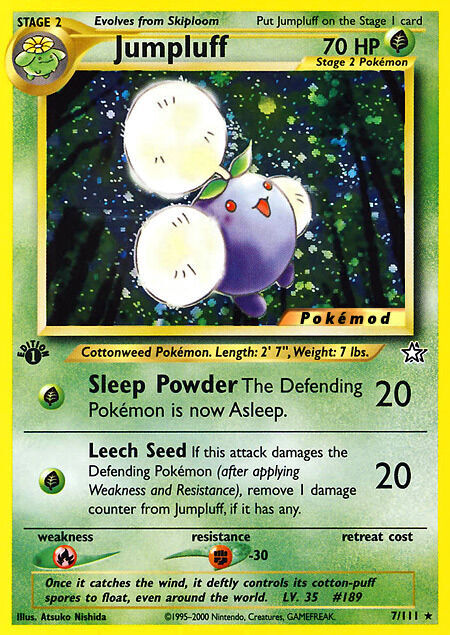 STAGE 2 Evolves from Skiploom Put Jumpluff on the Stage 1 card
Jumpluff 70 HP
Stage 2 Pokémon
Pokémod
EDITION 1
Cottonweed Pokémon. Length: 2' 7", Weight: 7 lbs.
Sleep Powder The Defending 20
Pokémon is now Asleep.
Leech Seed If this attack damages the
Defending Pokémon (after applying 20
Weakness and Resistance), remove 1 damage
counter from Jumpluff, if it has any.
weakness resistance retreat cost
-30
Once it catches the wind, it deftly controls its cotton-puff
spores to float, even around the world. LV. 35 #189
Illus. Atsuko Nishida ©1995–2000 Nintendo, Creatures, GAMEFREAK. 7/111 ★